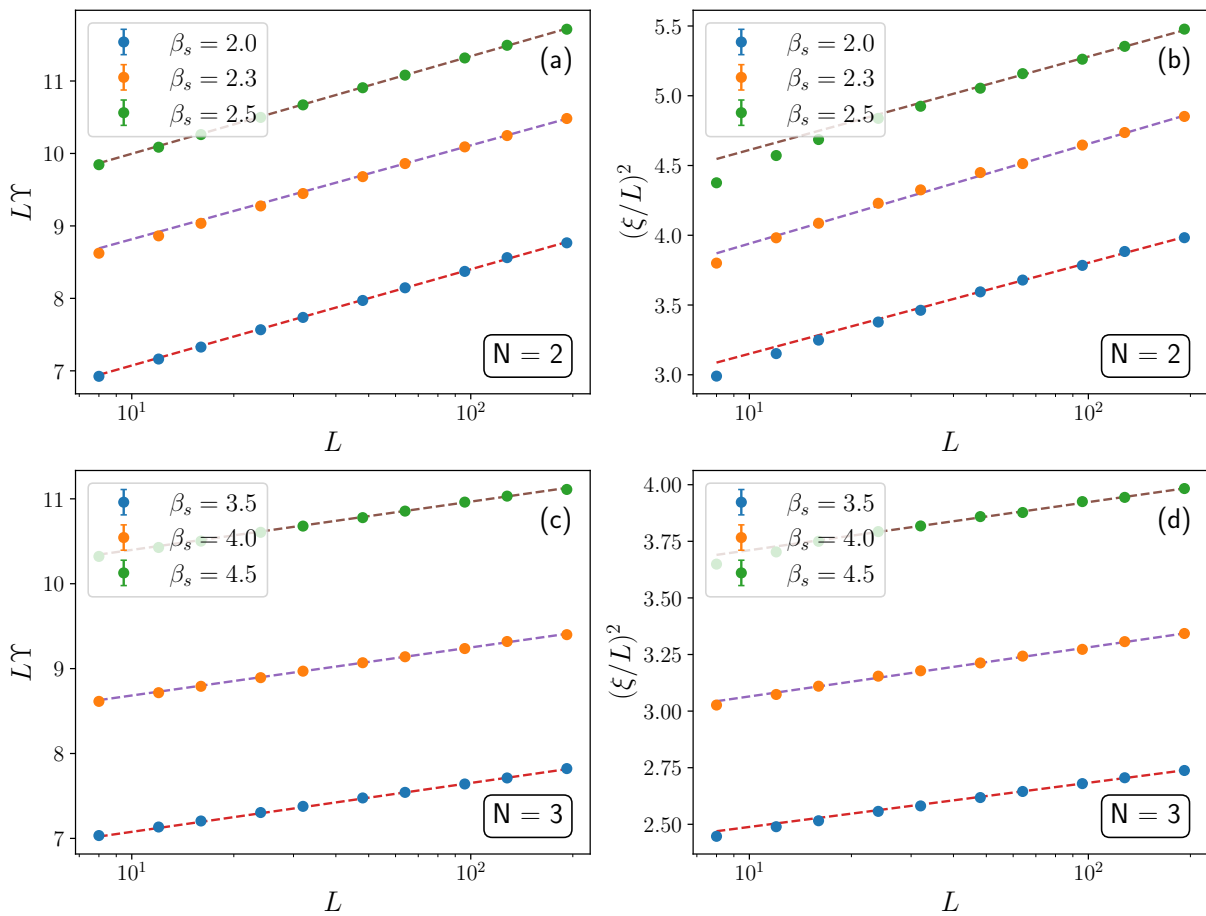 β_s = 2.0
β_s = 2.3
β_s = 2.5
(a)
11
10
9
8
7
LΥ
N = 2
10^1
10^2
L
β_s = 2.0
β_s = 2.3
β_s = 2.5
(b)
5.5
5.0
4.5
4.0
3.5
3.0
(ξ/L)^2
N = 2
10^1
10^2
L
β_s = 3.5
β_s = 4.0
β_s = 4.5
(c)
11
10
9
8
7
LΥ
N = 3
10^1
10^2
L
β_s = 3.5
β_s = 4.0
β_s = 4.5
(d)
4.00
3.75
3.50
3.25
3.00
2.75
2.50
(ξ/L)^2
N = 3
10^1
10^2
L